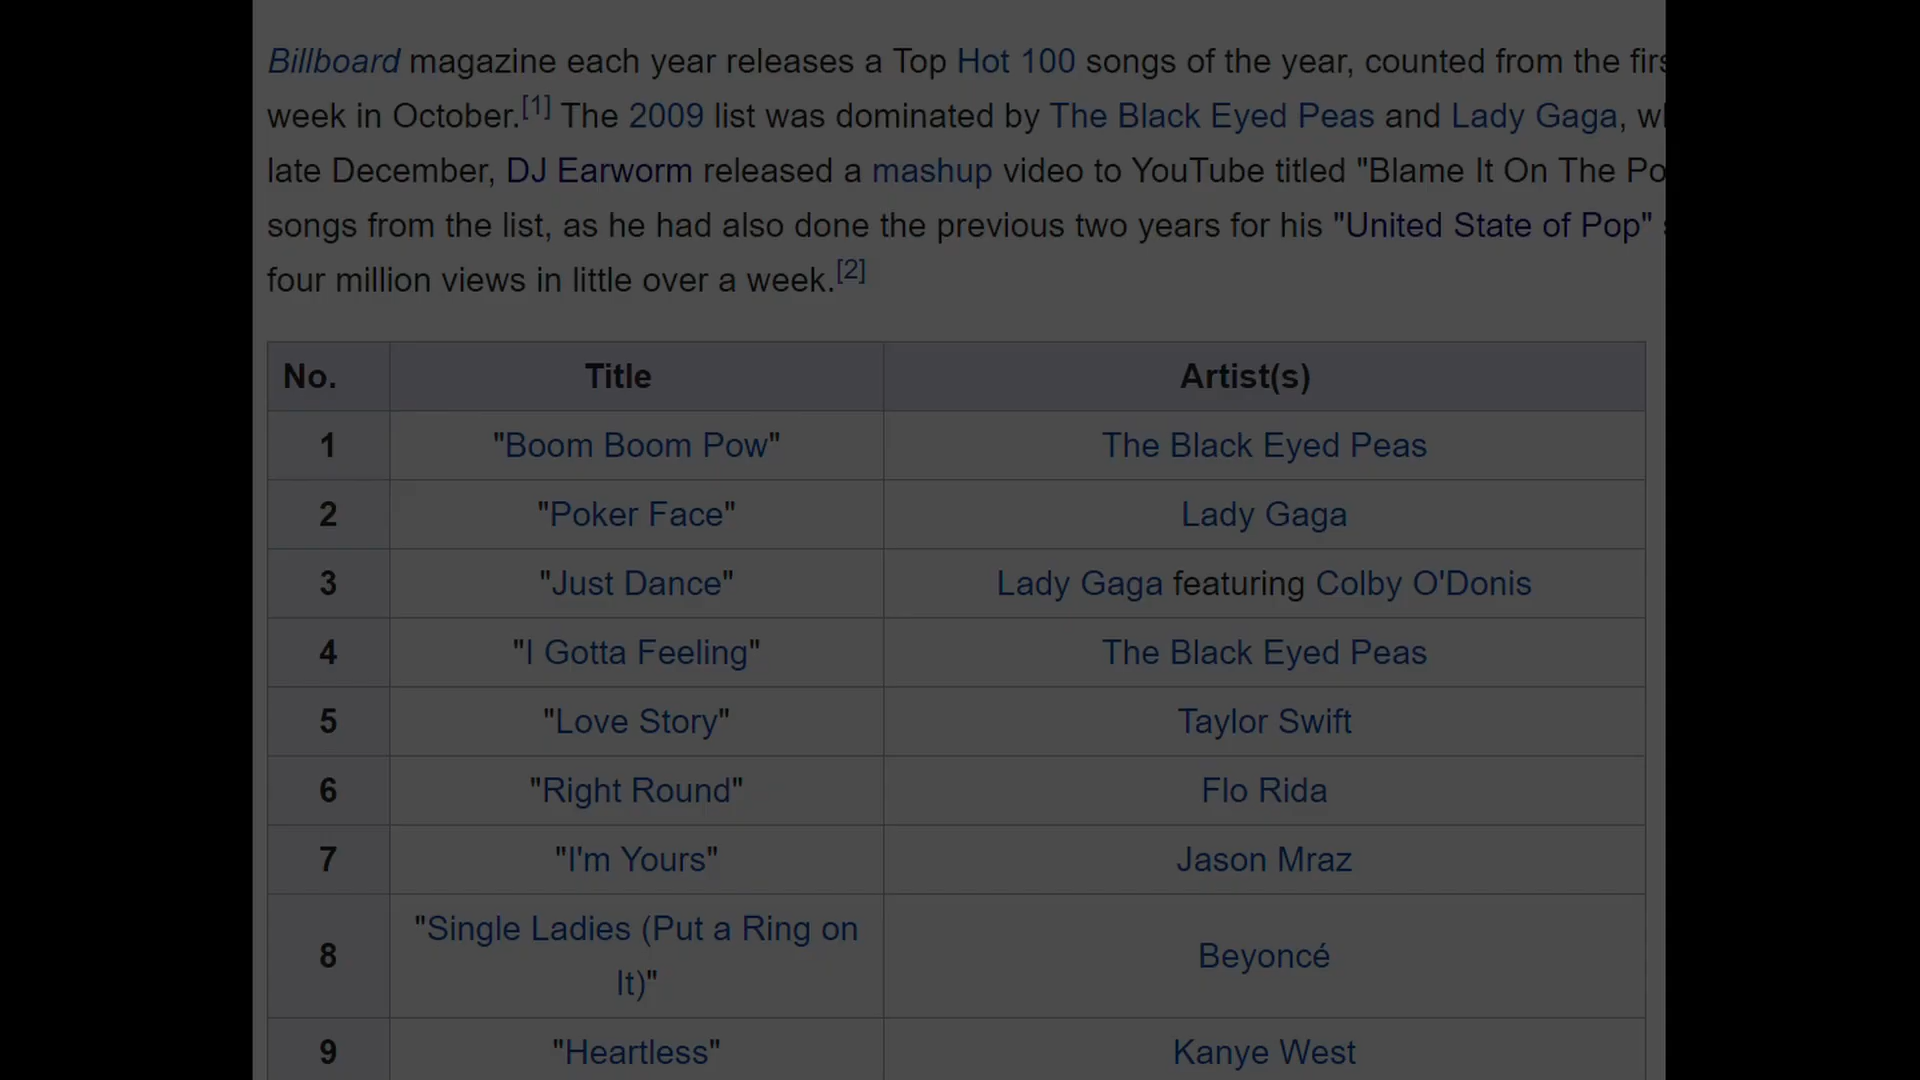 Billboard magazine each year releases a Top Hot 100 songs of the year, counted from the firs
week in October.[1] The 2009 list was dominated by The Black Eyed Peas and Lady Gaga, wh
late December, DJ Earworm released a mashup video to YouTube titled "Blame It On The Po
songs from the list, as he had also done the previous two years for his "United State of Pop"
four million views in little over a week.[2]
No. Title Artist(s)
1 "Boom Boom Pow" The Black Eyed Peas
2 "Poker Face" Lady Gaga
3 "Just Dance" Lady Gaga featuring Colby O'Donis
4 "I Gotta Feeling" The Black Eyed Peas
5 "Love Story" Taylor Swift
6 "Right Round" Flo Rida
7 "I'm Yours" Jason Mraz
8 "Single Ladies (Put a Ring on
It)" Beyoncé
9 "Heartless" Kanye West